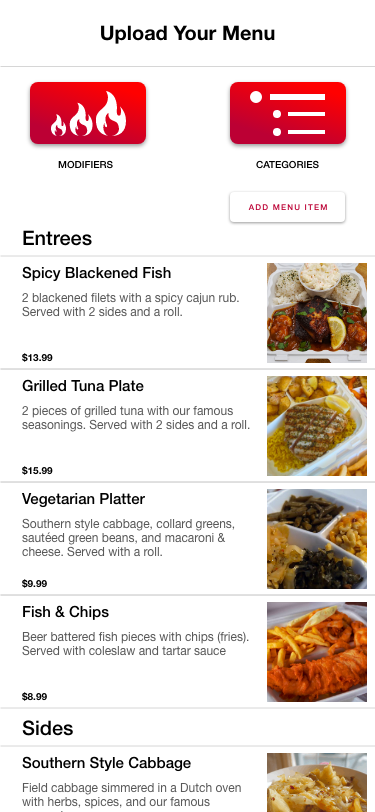 Upload Your Menu
MODIFIERS
CATEGORIES
ADD MENU ITEM
Entrees
Spicy Blackened Fish
2 blackened filets with a spicy cajun rub.
Served with 2 sides and a roll.
$13.99
Grilled Tuna Plate
2 pieces of grilled tuna with our famous
seasonings. Served with 2 sides and a roll.
$15.99
Vegetarian Platter
Southern style cabbage, collard greens,
sautéed green beans, and macaroni &
cheese. Served with a roll.
$9.99
Fish & Chips
Beer battered fish pieces with chips (fries).
Served with coleslaw and tartar sauce
$8.99
Sides
Southern Style Cabbage
Field cabbage simmered in a Dutch oven
with herbs, spices, and our famous